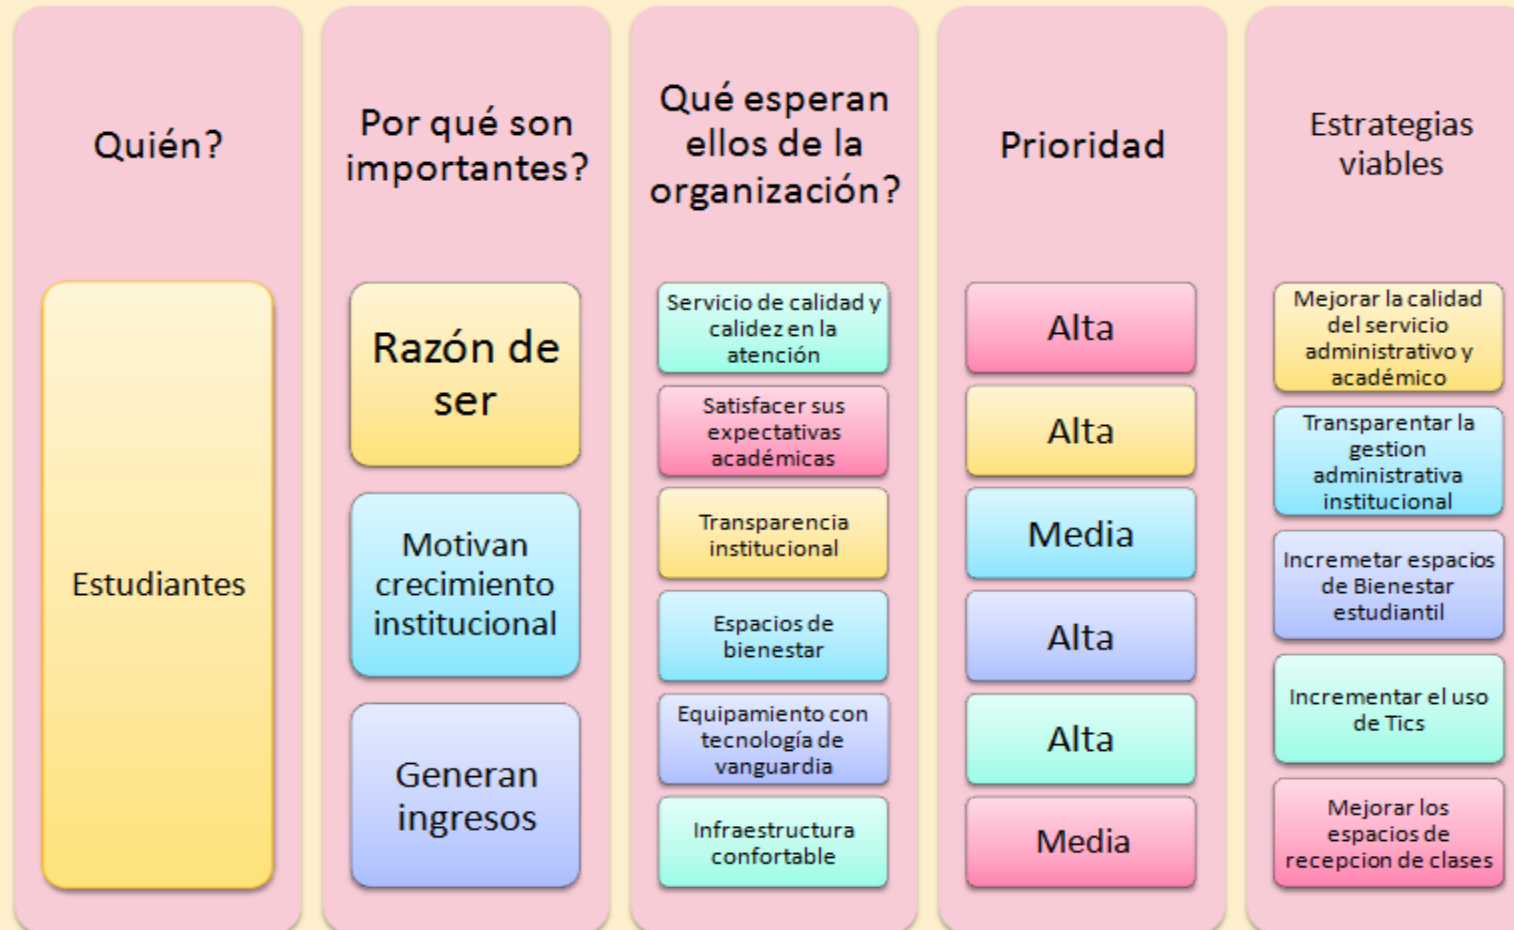 Quién?
Estudiantes
Por qué son
importantes?
Razón de
ser
Motivan
crecimiento
institucional
Generan
ingresos
Qué esperan
ellos de la
organización?
Servicio de calidad y
calidez en la
atención
Satisfacer sus
expectativas
académicas
Transparencia
institucional
Espacios de
bienestar
Equipamiento con
tecnología de
vanguardia
Infraestructura
confortable
Prioridad
Alta
Alta
Media
Alta
Alta
Media
Estrategias
viables
Mejorar la calidad
del servicio
administrativo y
académico
Transparentar la
gestion
administrativa
institucional
Incremetar espacios
de Bienestar
estudiantil
Incrementar el uso
de Tics
Mejorar los
espacios de
recepcion de clases